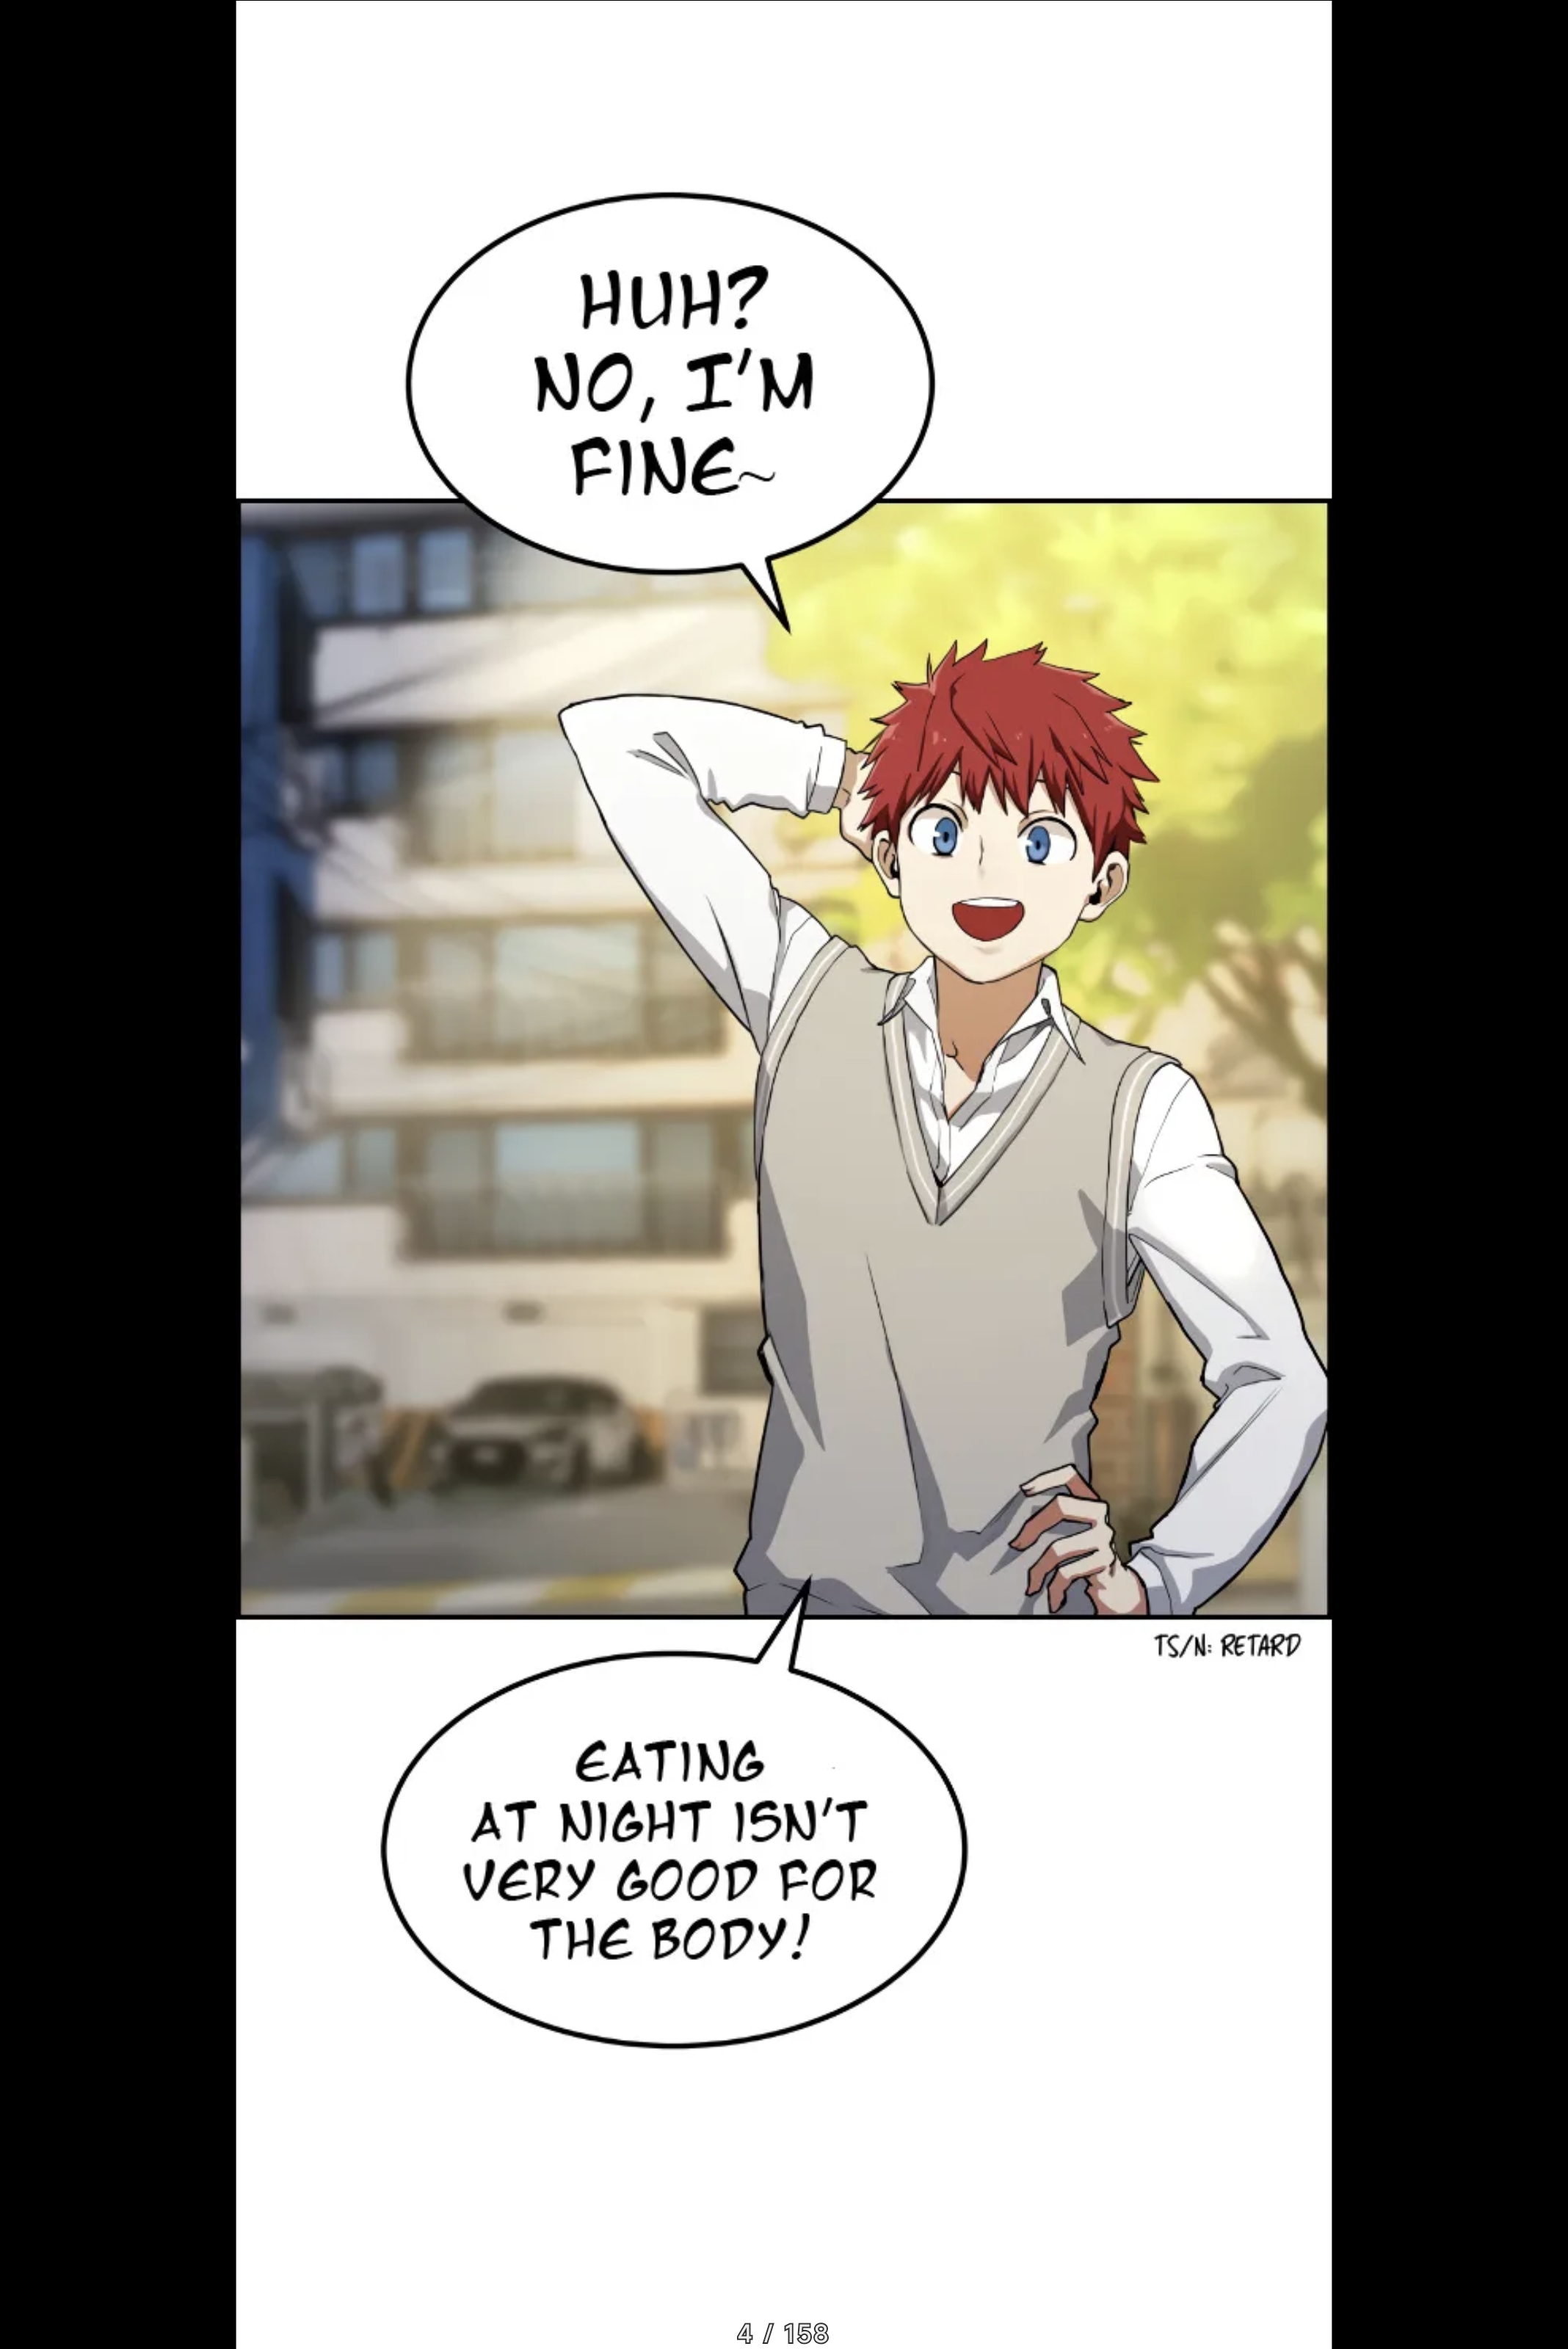 HUH?
NO, I'M
FINE~
TS/N: RETARD
EATING
AT NIGHT ISN'T
VERY GOOD FOR
THE BODY!
4 / 158